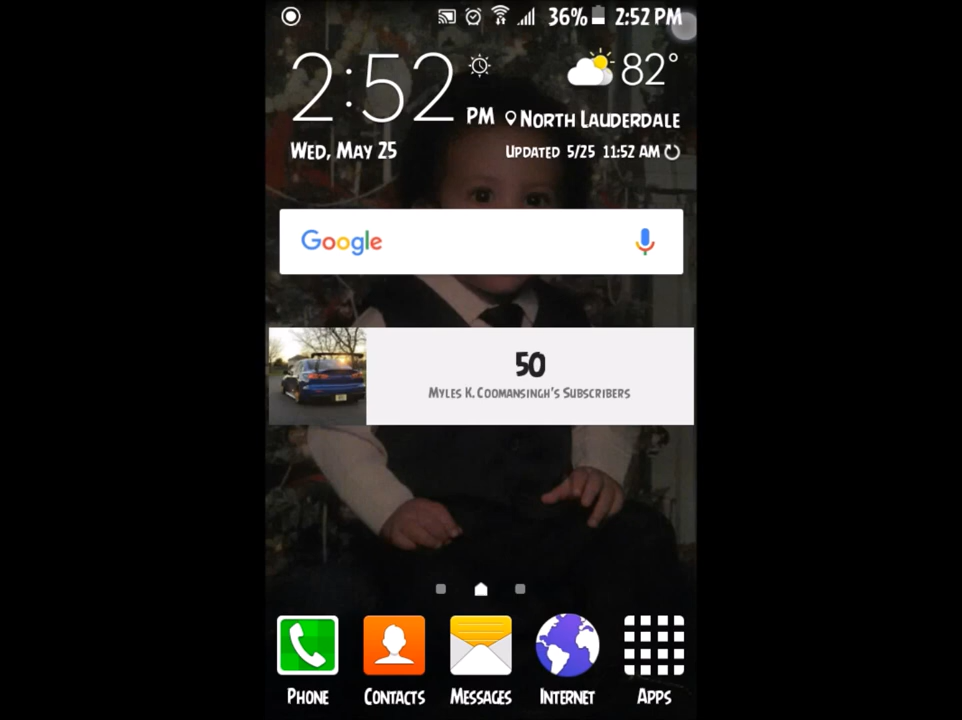 36% 2:52 PM
2:52 PM
82°
North Lauderdale
Wed, May 25
Updated 5/25 11:52 AM
Google
50
Myles K. Coomansingh's Subscribers
Phone
Contacts
Messages
Internet
Apps